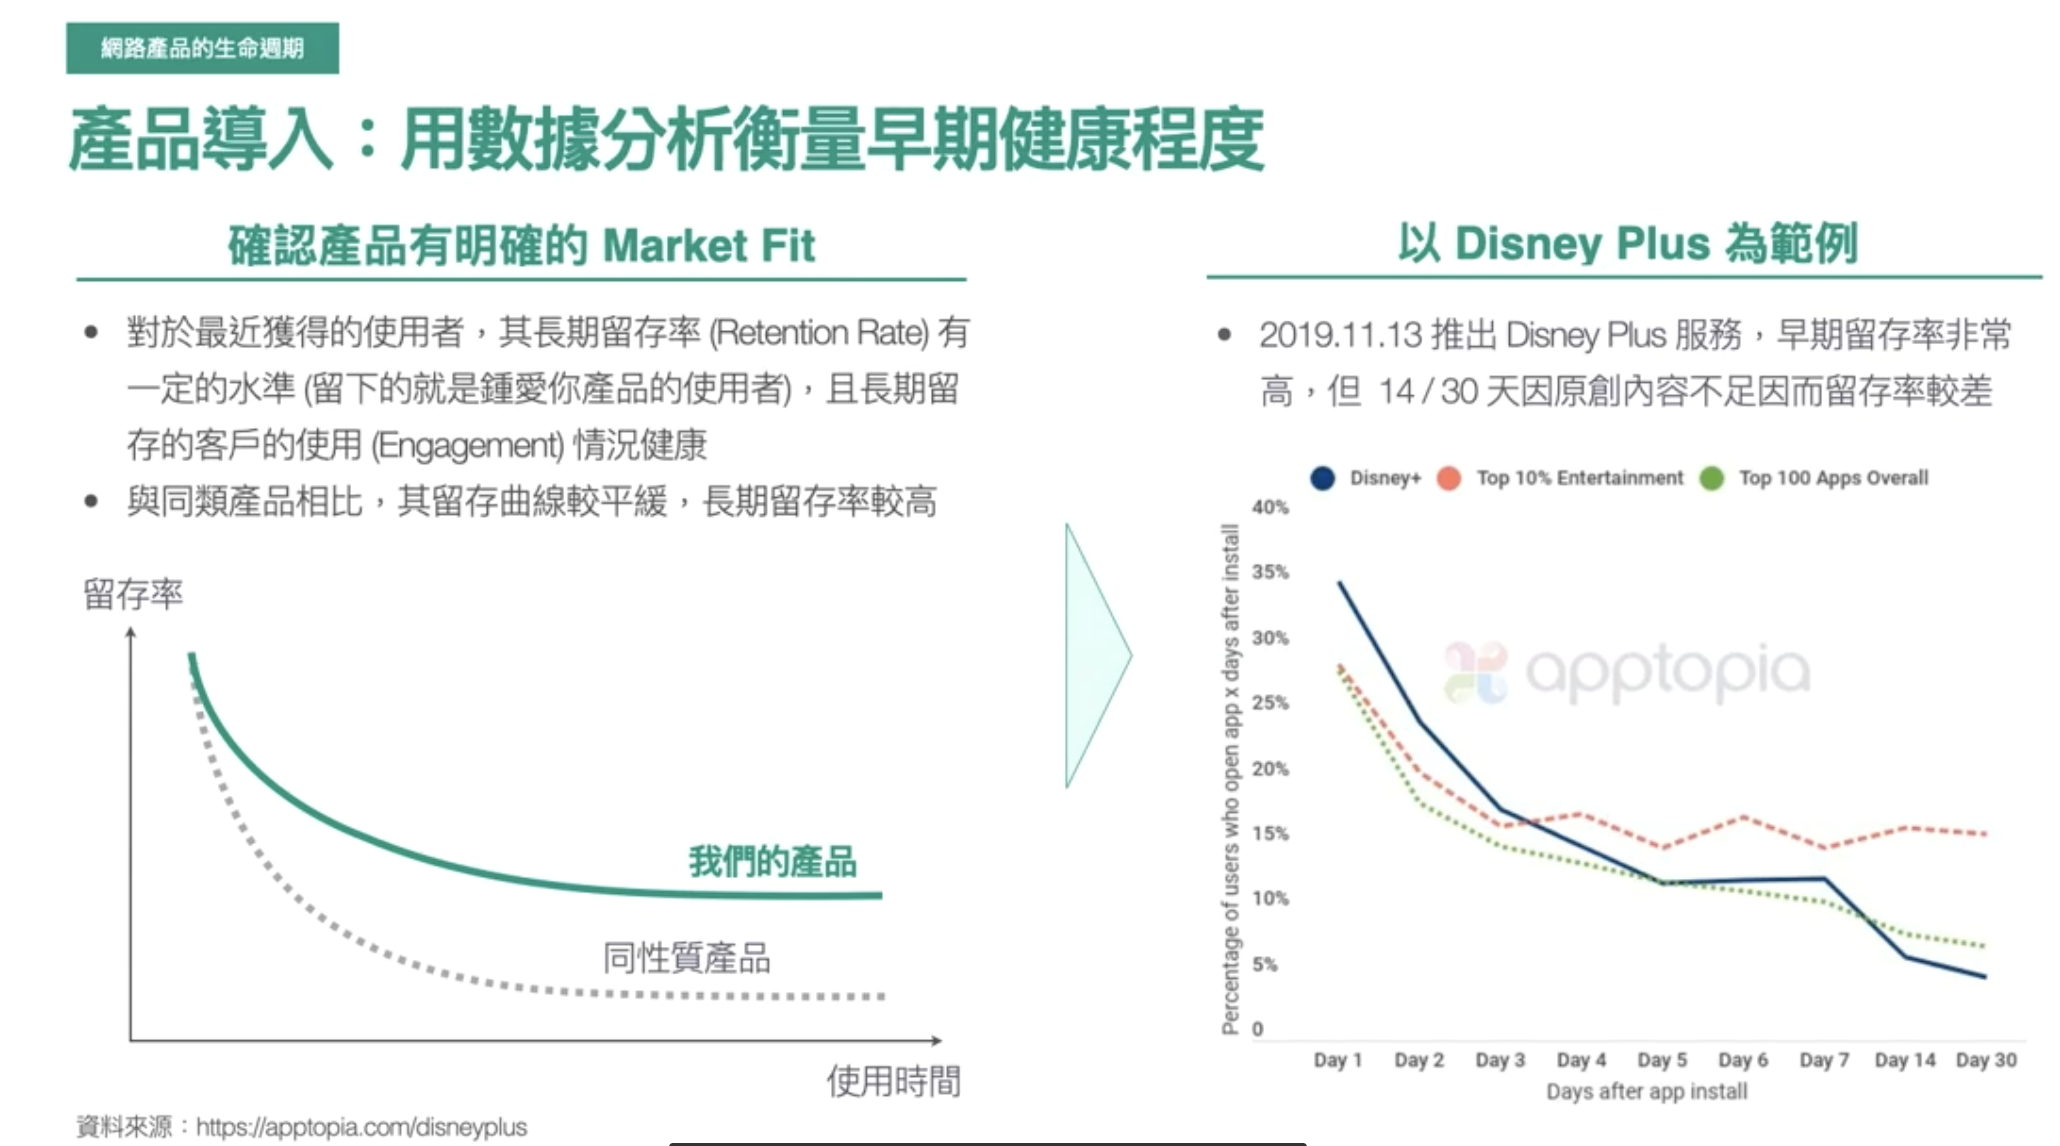 網路產品的生命週期
產品導入：用數據分析衡量早期健康程度
確認產品有明確的 Market Fit
• 對於最近獲得的使用者，其長期留存率 (Retention Rate) 有
一定的水準 (留下的就是鍾愛你產品的使用者)，且長期留
存的客戶的使用 (Engagement) 情況健康
• 與同類產品相比，其留存曲線較平緩，長期留存率較高
留存率
我們的產品
同性質產品
使用時間
資料來源：https://apptopia.com/disneyplus
以 Disney Plus 為範例
• 2019.11.13 推出 Disney Plus 服務，早期留存率非常
高，但 14 / 30 天因原創內容不足因而留存率較差
Disney+ Top 10% Entertainment Top 100 Apps Overall
Percentage of users who open app x days after install
40%
35%
30%
25%
20%
15%
10%
5%
0
apptopia
Day 1 Day 2 Day 3 Day 4 Day 5 Day 6 Day 7 Day 14 Day 30
Days after app install